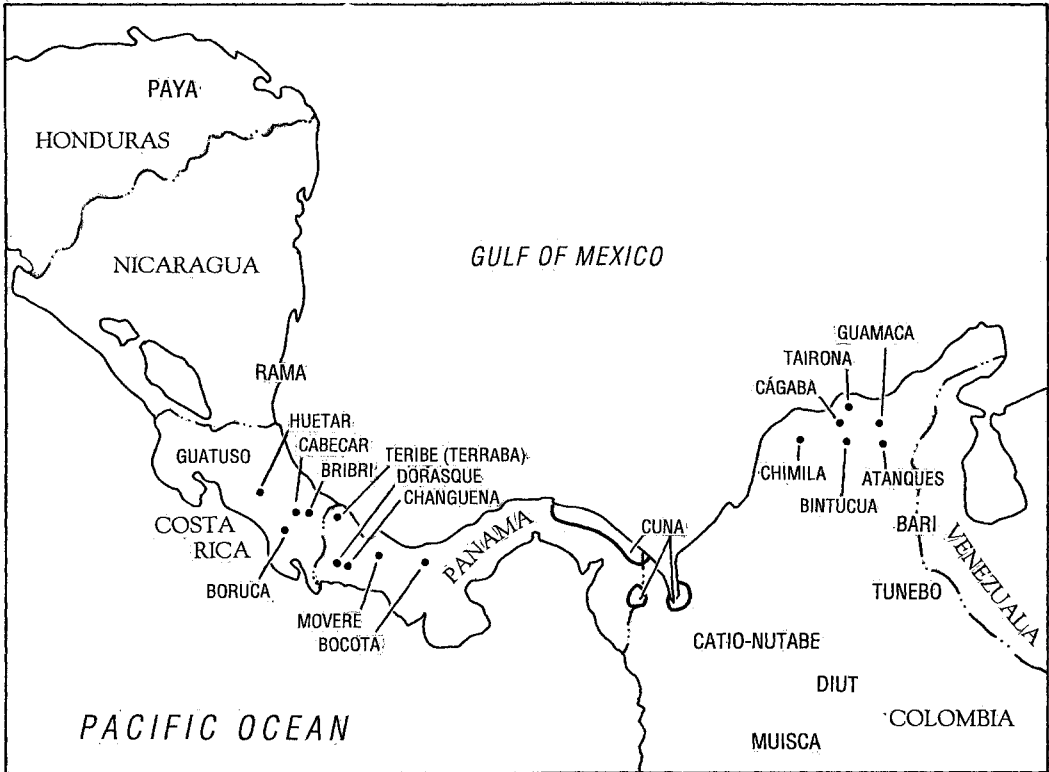 PAYA
HONDURAS
NICARAGUA
GULF OF MEXICO
GUAMACA
TAIRONA
CÁGABA
RAMA
HUETAR
CABECAR
BRIBRI
TERIBE (TERRABA)
DORASQUE
CHANGUENA
GUATUSO
CHIMILA
ATANQUES
BINTUCUA
COSTA
RICA
PANAMA
CUNA
BARI
VENEZUALA
BORUCA
TUNEBO
MOVERE
BOCOTA
CATIO-NUTABE
DIUT
PACIFIC OCEAN
COLOMBIA
MUISCA